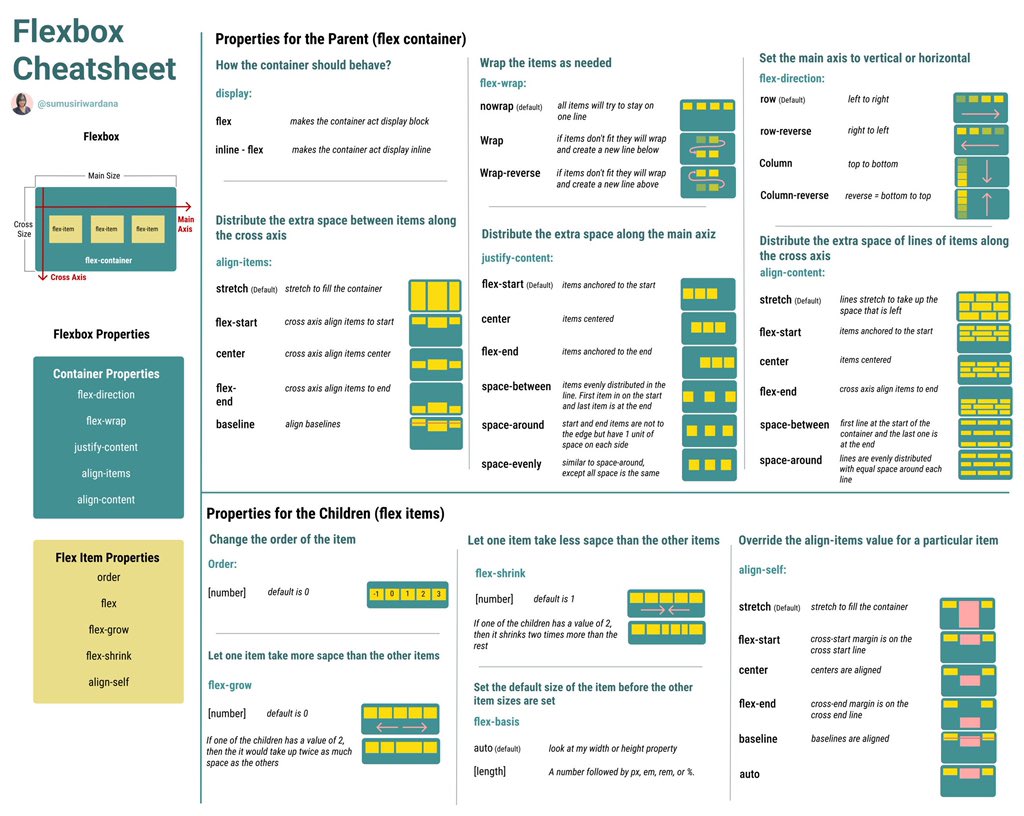 Flexbox
Cheatsheet
@sumusiriwardana
Flexbox
Main Size
Cross
Size
flex-item
flex-item
flex-item
Main
Axis
flex-container
Cross Axis
Flexbox Properties
Container Properties
flex-direction
flex-wrap
justify-content
align-items
align-content
Flex Item Properties
order
flex
flex-grow
flex-shrink
align-self
Properties for the Parent (flex container)
How the container should behave?
display:
flex makes the container act display block
inline - flex makes the container act display inline
Distribute the extra space between items along
the cross axis
align-items:
stretch (Default) stretch to fill the container
flex-start cross axis align items to start
center cross axis align items center
flex- cross axis align items to end
end
baseline align baselines
Wrap the items as needed
flex-wrap:
nowrap (default) all items will try to stay on
one line
Wrap if items don't fit they will wrap
and create a new line below
Wrap-reverse if items don't fit they will wrap
and create a new line above
Distribute the extra space along the main axiz
justify-content:
flex-start (Default) items anchored to the start
center items centered
flex-end items anchored to the end
space-between items evenly distributed in the
line. First item in on the start
and last item is at the end
space-around start and end items are not to
the edge but have 1 unit of
space on each side
space-evenly similar to space-around,
except all space is the same
Set the main axis to vertical or horizontal
flex-direction:
row (Default) left to right
row-reverse right to left
Column top to bottom
Column-reverse reverse = bottom to top
Distribute the extra space of lines of items along
the cross axis
align-content:
stretch (Default) lines stretch to take up the
space that is left
flex-start items anchored to the start
center items centered
flex-end cross axis align items to end
space-between first line at the start of the
container and the last one is
at the end
space-around lines are evenly distributed
with equal space around each
line
Properties for the Children (flex items)
Change the order of the item
Order:
[number] default is 0
-1 0 1 2 3
Let one item take more sapce than the other items
flex-grow
[number] default is 0
If one of the children has a value of 2,
then the it would take up twice as much
space as the others
Let one item take less sapce than the other items
flex-shrink
[number] default is 1
If one of the children has a value of 2,
then it shrinks two times more than the
rest
Set the default size of the item before the other
item sizes are set
flex-basis
auto (default) look at my width or height property
[length] A number followed by px, em, rem, or %.
Override the align-items value for a particular item
align-self:
stretch (Default) stretch to fill the container
flex-start cross-start margin is on the
cross start line
center centers are aligned
flex-end cross-end margin is on the
cross end line
baseline baselines are aligned
auto